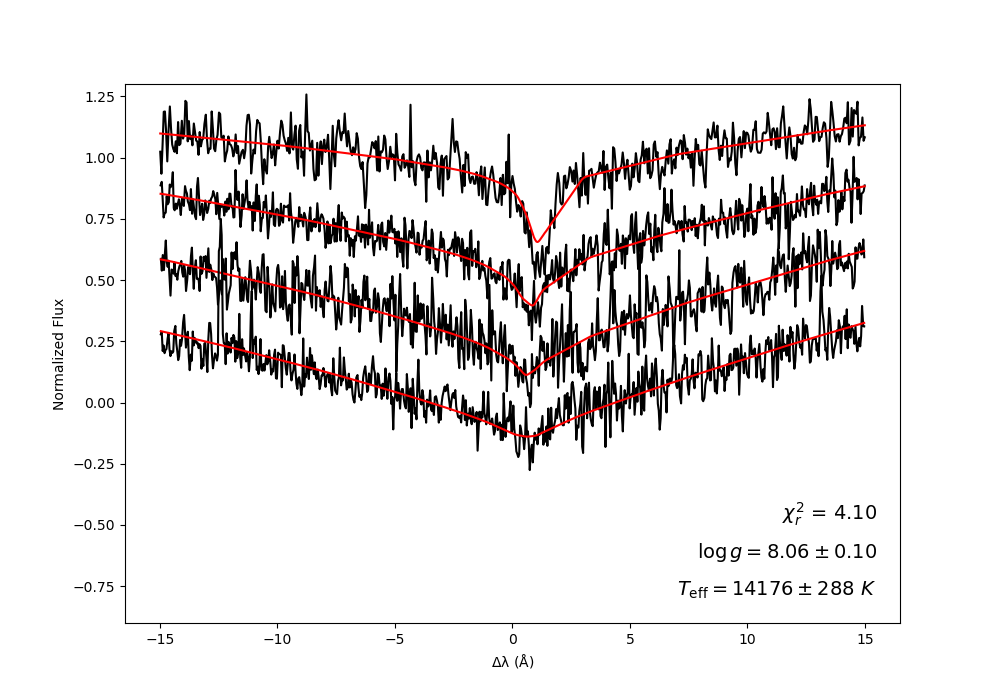 1.25
1.00
0.75
0.50
0.25
0.00
−0.25
−0.50
−0.75
Normalized Flux
χ²ᵣ = 4.10
log g = 8.06 ± 0.10
T_eff = 14176 ± 288 K
−15 −10 −5 0 5 10 15
Δλ (Å)